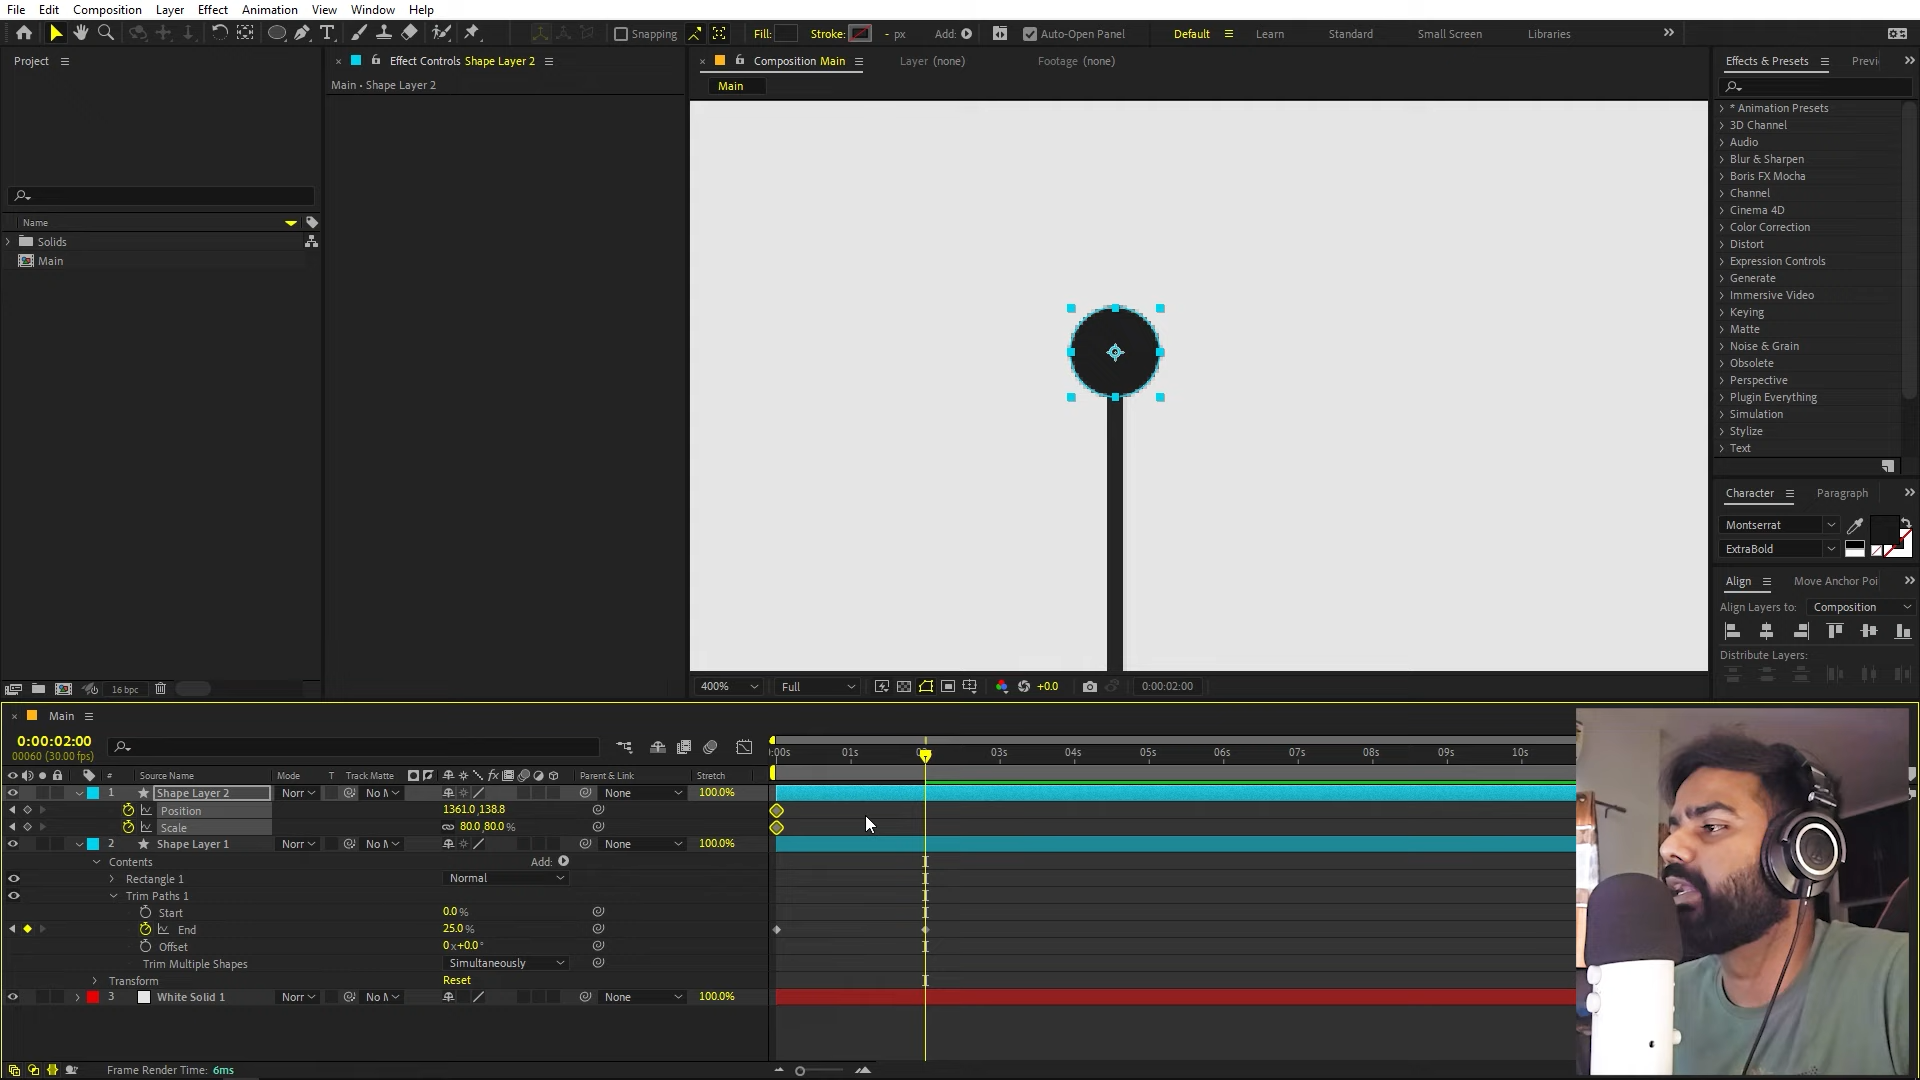 File Edit Composition Layer Effect Animation View Window Help
Snapping Fill: Stroke: - px Add: Auto-Open Panel Default Learn Standard Small Screen Libraries
Project
Effect Controls Shape Layer 2
Composition Main
Layer (none)
Footage (none)
Effects & Presets
Main • Shape Layer 2
Main
* Animation Presets
3D Channel
Audio
Blur & Sharpen
Boris FX Mocha
Channel
Cinema 4D
Color Correction
Distort
Expression Controls
Generate
Immersive Video
Keying
Matte
Noise & Grain
Obsolete
Perspective
Plugin Everything
Simulation
Stylize
Text
Name
Solids
Main
Character Paragraph
Montserrat
ExtraBold
Align Move Anchor Poi
Align Layers to: Composition
Distribute Layers:
16 bpc
400% Full +0.0 0:00:02:00
Main
0:00:02:00
00060 (30.00 fps)
:00s 01s 03s 04s 05s 06s 07s 08s 09s 10s
# Source Name Mode T Track Matte Parent & Link Stretch
1 Shape Layer 2 None 100.0%
Position 1361.0,138.8
Scale 80.0,80.0 %
2 Shape Layer 1 None 100.0%
Contents Add:
Rectangle 1 Normal
Trim Paths 1
Start 0.0 %
End 25.0 %
Offset 0 x+0.0 °
Trim Multiple Shapes Simultaneously
Transform Reset
3 White Solid 1 None 100.0%
Frame Render Time: 6ms